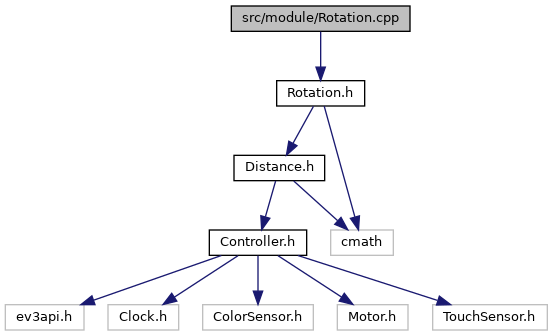 src/module/Rotation.cpp
Rotation.h
Distance.h
Controller.h
cmath
ev3api.h
Clock.h
ColorSensor.h
Motor.h
TouchSensor.h